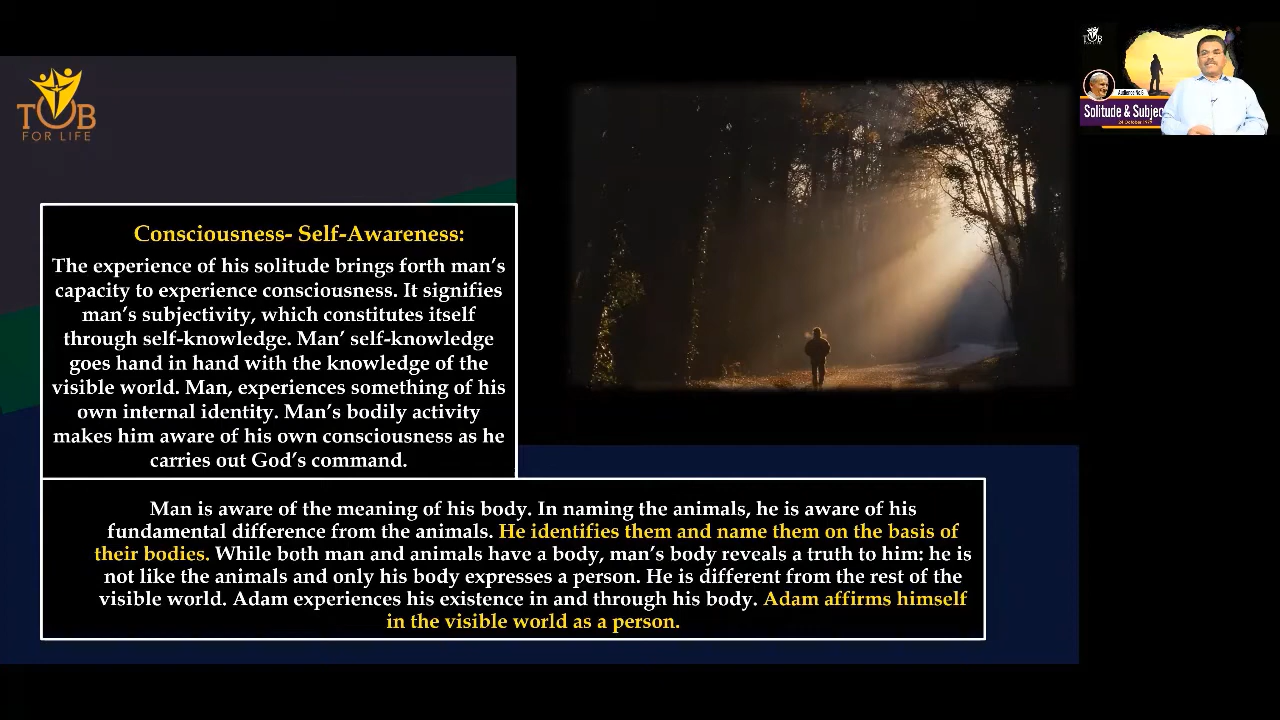 TOB
FOR LIFE
Consciousness- Self-Awareness:
The experience of his solitude brings forth man's
capacity to experience consciousness. It signifies
man's subjectivity, which constitutes itself
through self-knowledge. Man' self-knowledge
goes hand in hand with the knowledge of the
visible world. Man, experiences something of his
own internal identity. Man's bodily activity
makes him aware of his own consciousness as he
carries out God's command.
Man is aware of the meaning of his body. In naming the animals, he is aware of his
fundamental difference from the animals. He identifies them and name them on the basis of
their bodies. While both man and animals have a body, man's body reveals a truth to him: he is
not like the animals and only his body expresses a person. He is different from the rest of the
visible world. Adam experiences his existence in and through his body. Adam affirms himself
in the visible world as a person.
TOB
Audience No
Solitude & Subjec
24 October